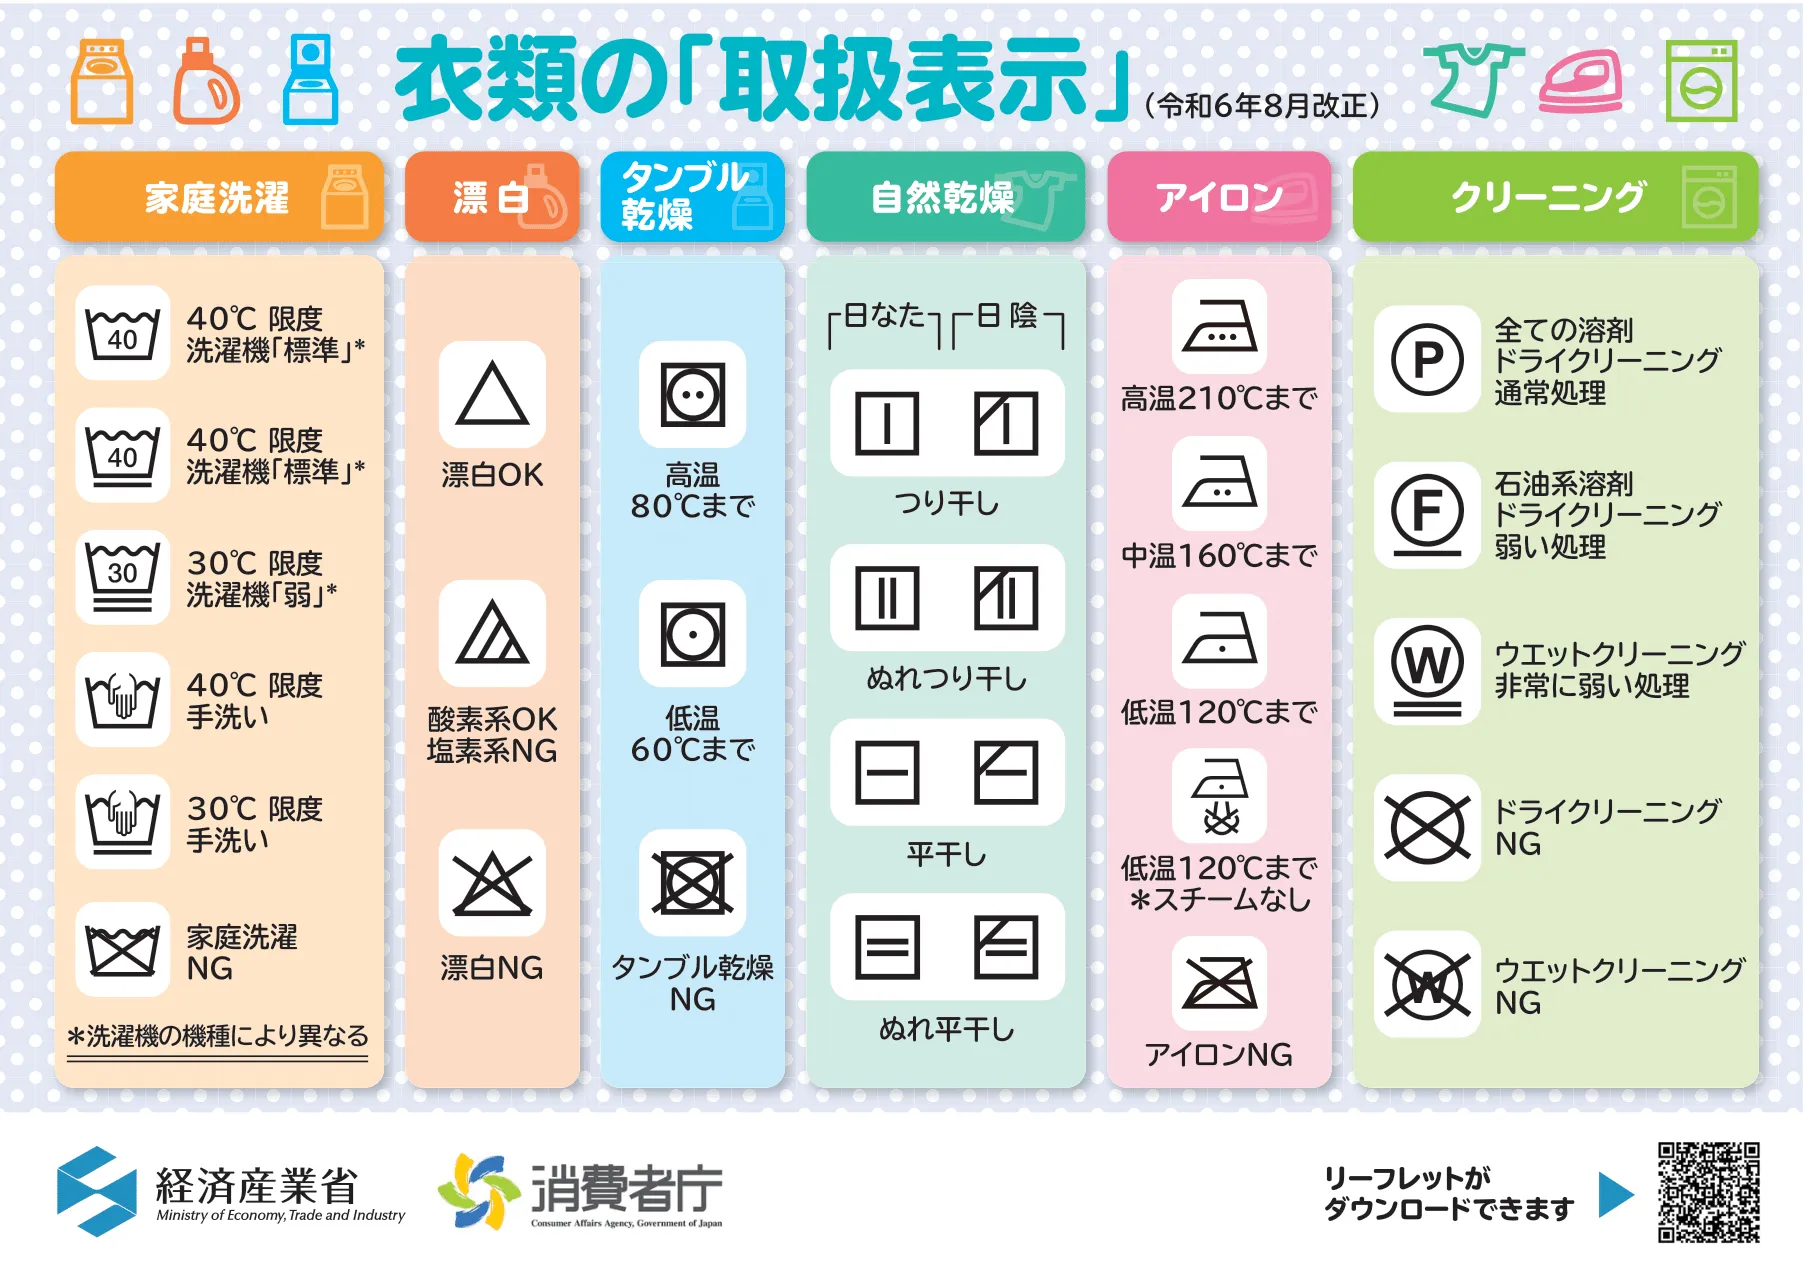 衣類の「取扱表示」(令和6年8月改正)
家庭洗濯
40
40℃ 限度
洗濯機「標準」*
40
40℃ 限度
洗濯機「標準」*
30
30℃ 限度
洗濯機「弱」*
40℃ 限度
手洗い
30℃ 限度
手洗い
家庭洗濯
NG
*洗濯機の機種により異なる
漂白
漂白OK
酸素系OK
塩素系NG
漂白NG
タンブル
乾燥
高温
80℃まで
低温
60℃まで
タンブル乾燥
NG
自然乾燥
日なた 日陰
つり干し
ぬれつり干し
平干し
ぬれ平干し
アイロン
高温210℃まで
中温160℃まで
低温120℃まで
低温120℃まで
*スチームなし
アイロンNG
クリーニング
P
全ての溶剤
ドライクリーニング
通常処理
F
石油系溶剤
ドライクリーニング
弱い処理
W
ウエットクリーニング
非常に弱い処理
ドライクリーニング
NG
W
ウエットクリーニング
NG
経済産業省
Ministry of Economy, Trade and Industry
消費者庁
Consumer Affairs Agency, Government of Japan
リーフレットが
ダウンロードできます